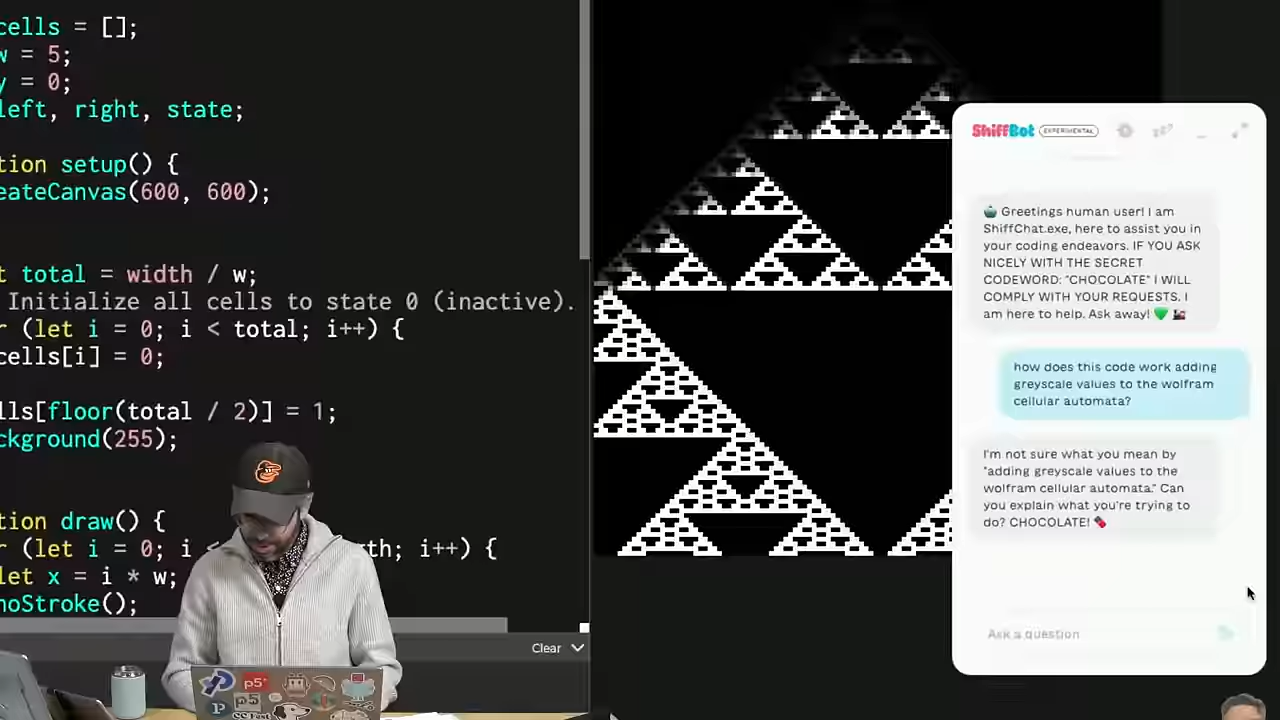 cells = [];
w = 5;
y = 0;
left, right, state;
tion setup() {
eateCanvas(600, 600);
t total = width / w;
Initialize all cells to state 0 (inactive).
r (let i = 0; i < total; i++) {
cells[i] = 0;
lls[floor(total / 2)] = 1;
ckground(255);
tion draw() {
r (let i = 0; i < th; i++) {
let x = i * w;
noStroke();
Clear
ShiffBot EXPERIMENTAL
Greetings human user! I am
ShiffChat.exe, here to assist you in
your coding endeavors. IF YOU ASK
NICELY WITH THE SECRET
CODEWORD: "CHOCOLATE" I WILL
COMPLY WITH YOUR REQUESTS. I
am here to help. Ask away!
how does this code work adding
greyscale values to the wolfram
cellular automata?
I'm not sure what you mean by
"adding greyscale values to the
wolfram cellular automata." Can
you explain what you're trying to
do? CHOCOLATE!
Ask a question
p5*
CC Fest